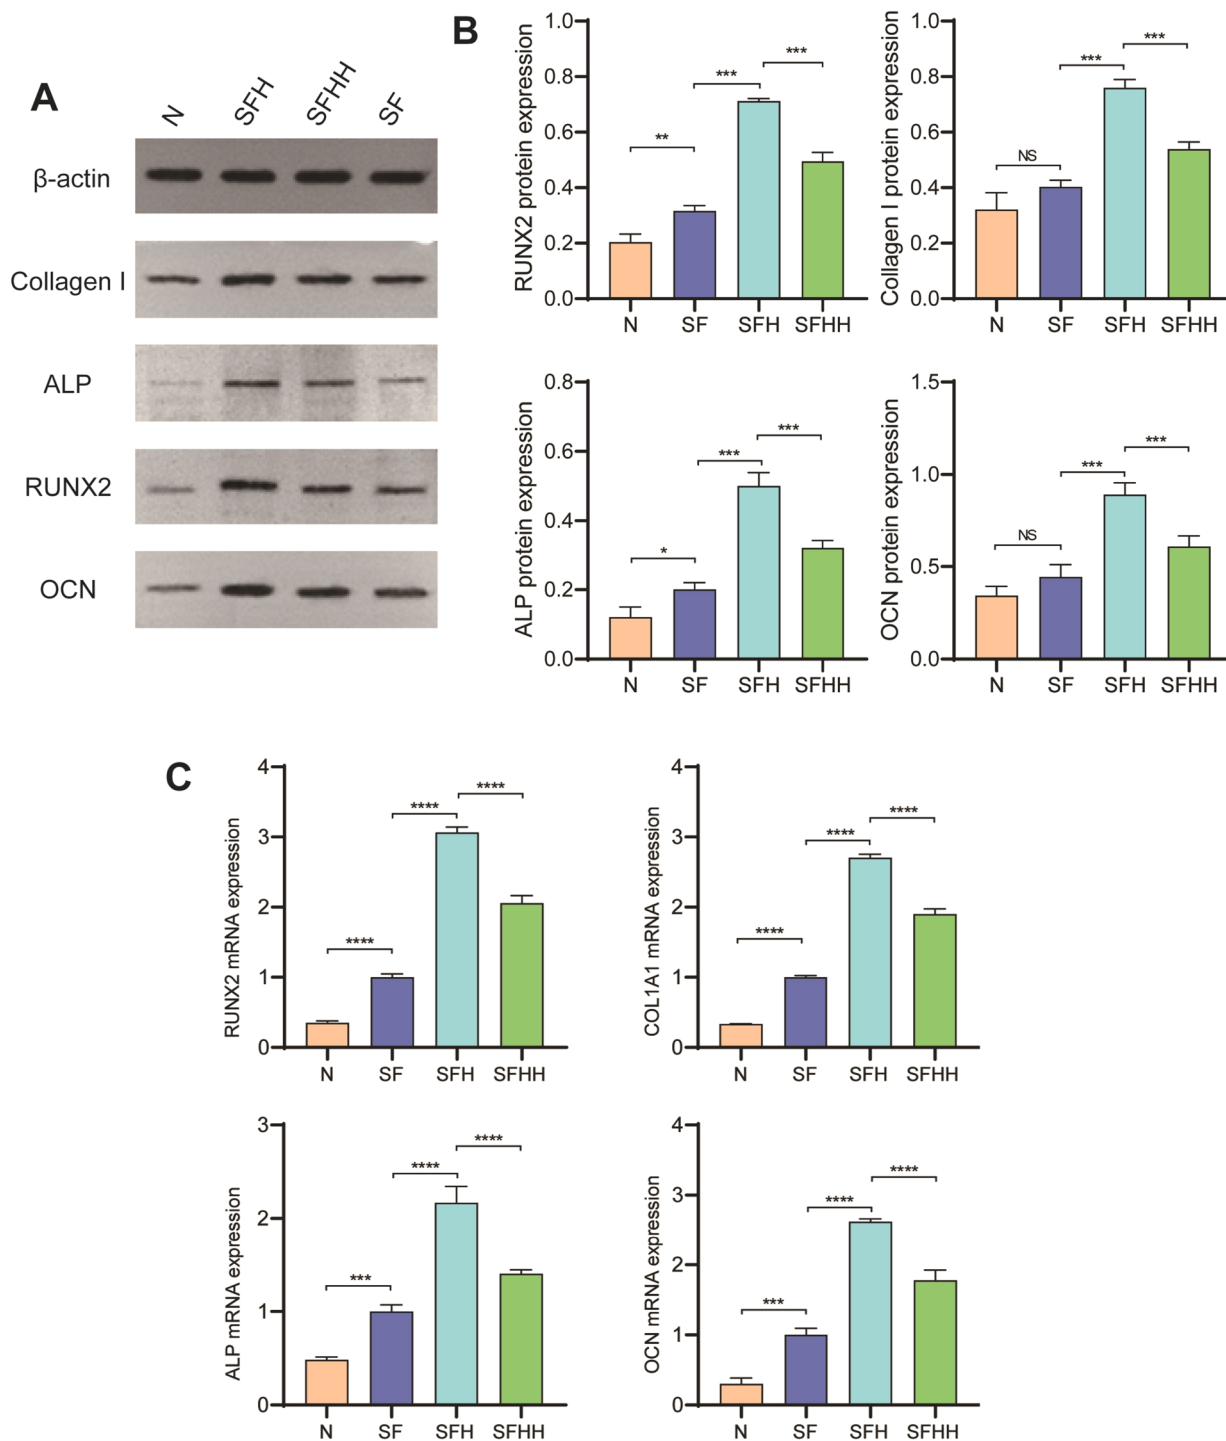 A
N SFH SFHH SF
β-actin
Collagen I
ALP
RUNX2
OCN
B
RUNX2 protein expression
1.0
0.8
0.6
0.4
0.2
0.0
**
***
***
N SF SFH SFHH
Collagen I protein expression
1.0
0.8
0.6
0.4
0.2
0.0
NS
***
***
N SF SFH SFHH
ALP protein expression
0.8
0.6
0.4
0.2
0.0
*
***
***
N SF SFH SFHH
OCN protein expression
1.5
1.0
0.5
0.0
NS
***
***
N SF SFH SFHH
C
RUNX2 mRNA expression
4
3
2
1
0
****
****
****
N SF SFH SFHH
COL1A1 mRNA expression
4
3
2
1
0
****
****
****
N SF SFH SFHH
ALP mRNA expression
3
2
1
0
***
****
****
N SF SFH SFHH
OCN mRNA expression
4
3
2
1
0
***
****
****
N SF SFH SFHH